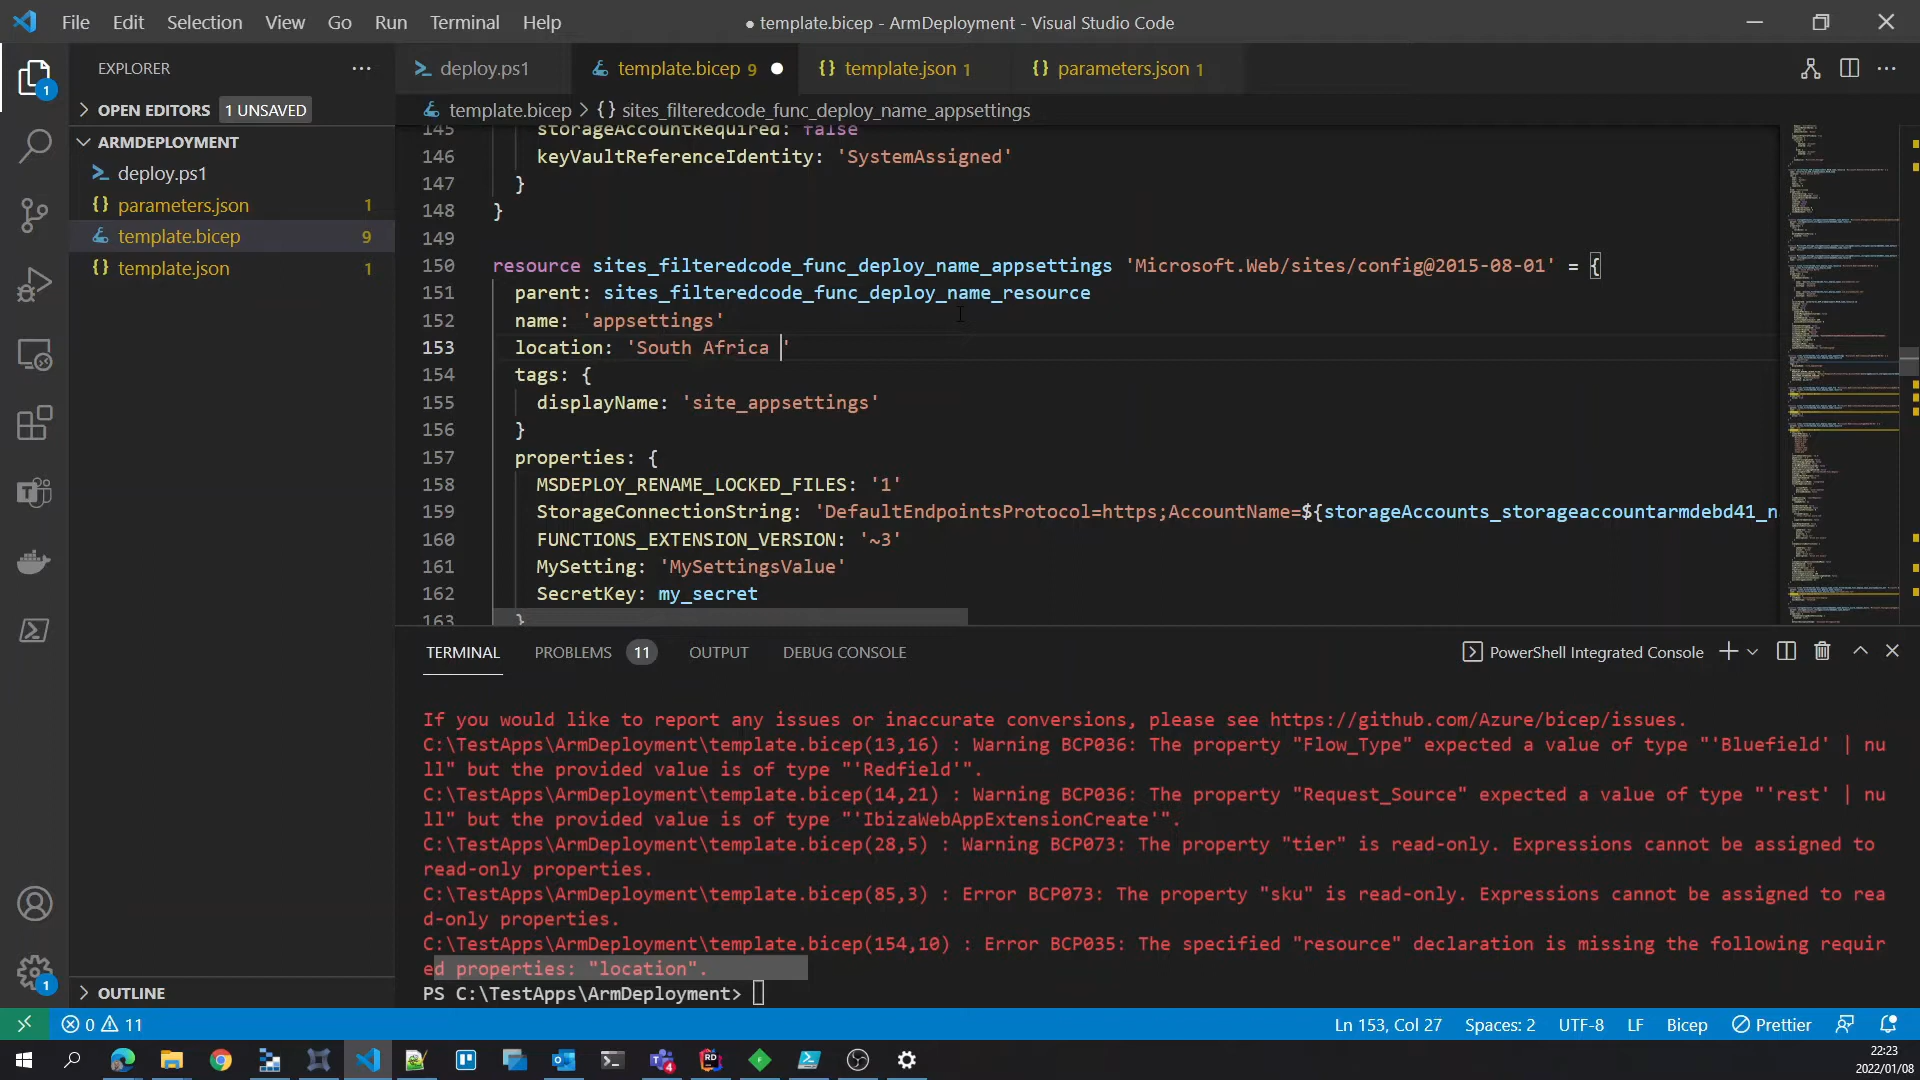 File Edit Selection View Go Run Terminal Help
● template.bicep - ArmDeployment - Visual Studio Code
EXPLORER
OPEN EDITORS 1 UNSAVED
ARMDEPLOYMENT
deploy.ps1
parameters.json 1
template.bicep 9
template.json 1
OUTLINE
deploy.ps1 template.bicep 9 template.json 1 parameters.json 1
template.bicep > {} sites_filteredcode_func_deploy_name_appsettings
145 storageAccountRequired: false
146 keyVaultReferenceIdentity: 'SystemAssigned'
147 }
148 }
149
150 resource sites_filteredcode_func_deploy_name_appsettings 'Microsoft.Web/sites/config@2015-08-01' = {
151 parent: sites_filteredcode_func_deploy_name_resource
152 name: 'appsettings'
153 location: 'South Africa '
154 tags: {
155 displayName: 'site_appsettings'
156 }
157 properties: {
158 MSDEPLOY_RENAME_LOCKED_FILES: '1'
159 StorageConnectionString: 'DefaultEndpointsProtocol=https;AccountName=${storageAccounts_storageaccountarmdebd41_n
160 FUNCTIONS_EXTENSION_VERSION: '~3'
161 MySetting: 'MySettingsValue'
162 SecretKey: my_secret
163 }
TERMINAL PROBLEMS 11 OUTPUT DEBUG CONSOLE
PowerShell Integrated Console
If you would like to report any issues or inaccurate conversions, please see https://github.com/Azure/bicep/issues.
C:\TestApps\ArmDeployment\template.bicep(13,16) : Warning BCP036: The property "Flow_Type" expected a value of type "'Bluefield' | nu
ll" but the provided value is of type "'Redfield'".
C:\TestApps\ArmDeployment\template.bicep(14,21) : Warning BCP036: The property "Request_Source" expected a value of type "'rest' | nu
ll" but the provided value is of type "'IbizaWebAppExtensionCreate'".
C:\TestApps\ArmDeployment\template.bicep(28,5) : Warning BCP073: The property "tier" is read-only. Expressions cannot be assigned to
read-only properties.
C:\TestApps\ArmDeployment\template.bicep(85,3) : Error BCP073: The property "sku" is read-only. Expressions cannot be assigned to rea
d-only properties.
C:\TestApps\ArmDeployment\template.bicep(154,10) : Error BCP035: The specified "resource" declaration is missing the following requir
ed properties: "location".
PS C:\TestApps\ArmDeployment>
1
1
0 11
Ln 153, Col 27 Spaces: 2 UTF-8 LF Bicep Prettier
4
22:23
2022/01/08